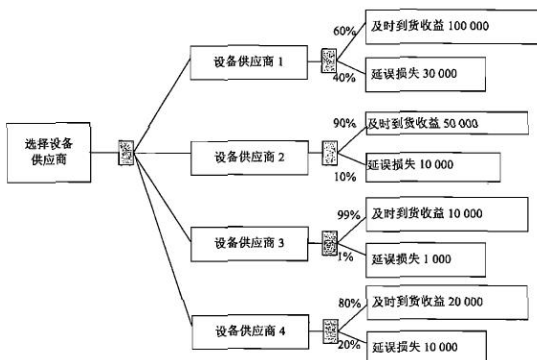 60%
及时到货收益 100 000
设备供应商 1
40%
延误损失 30 000
90%
及时到货收益 50 000
选择设备
供应商
设备供应商 2
10%
延误损失 10 000
99%
及时到货收益 10 000
设备供应商 3
1%
延误损失 1 000
80%
及时到货收益 20 000
设备供应商 4
20%
延误损失 10 000